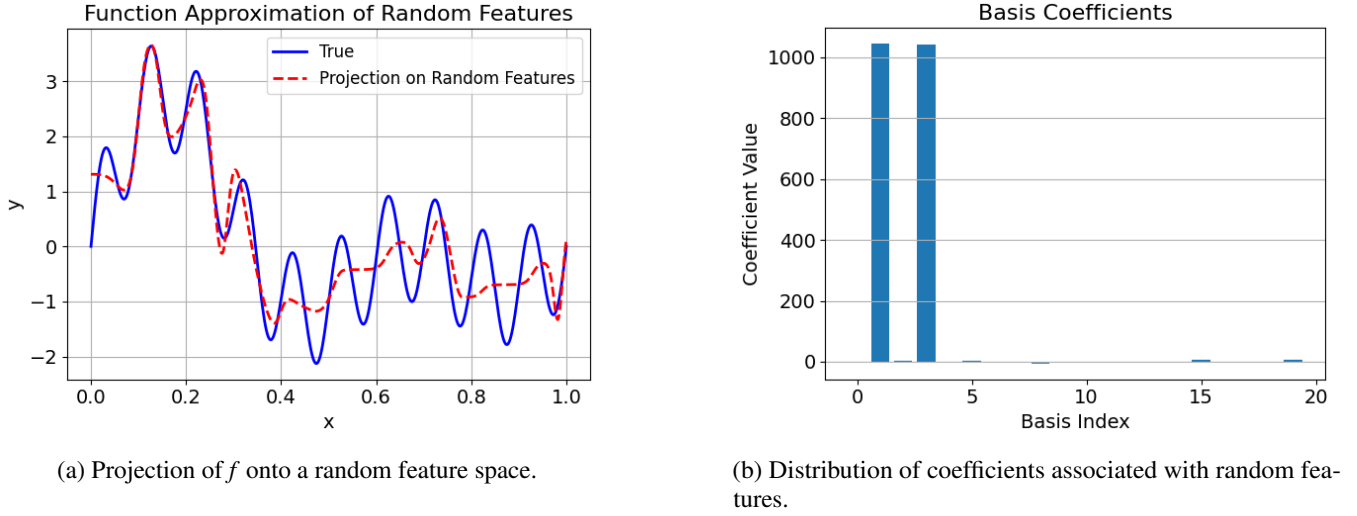 Function Approximation of Random Features
True
Projection on Random Features
3
2
1
0
−1
−2
y
0.0 0.2 0.4 0.6 0.8 1.0
x
(a) Projection of f onto a random feature space.
Basis Coefficients
1000
800
600
400
200
0
Coefficient Value
0 5 10 15 20
Basis Index
(b) Distribution of coefficients associated with random fea-
tures.